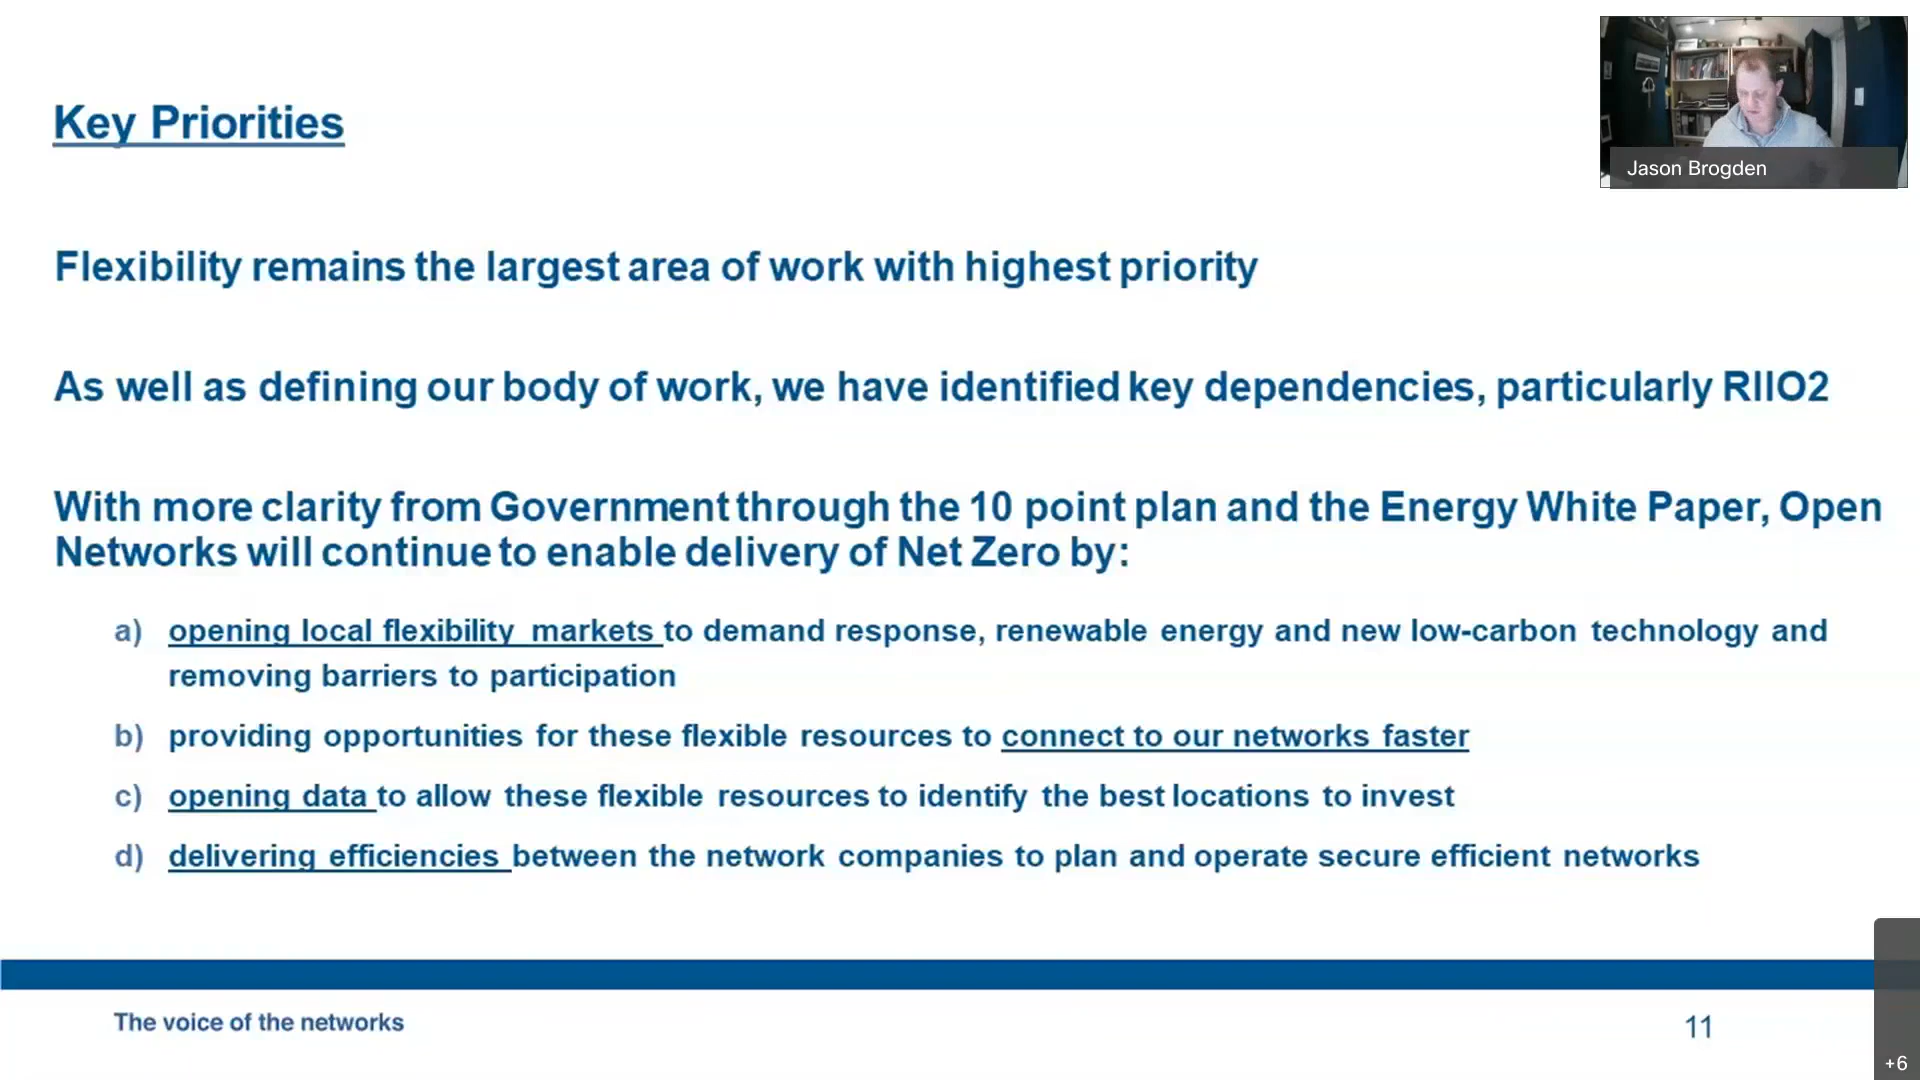 Key Priorities
Jason Brogden
Flexibility remains the largest area of work with highest priority
As well as defining our body of work, we have identified key dependencies, particularly RIIO2
With more clarity from Government through the 10 point plan and the Energy White Paper, Open
Networks will continue to enable delivery of Net Zero by:
a) opening local flexibility markets to demand response, renewable energy and new low-carbon technology and
removing barriers to participation
b) providing opportunities for these flexible resources to connect to our networks faster
c) opening data to allow these flexible resources to identify the best locations to invest
d) delivering efficiencies between the network companies to plan and operate secure efficient networks
The voice of the networks
11
+6